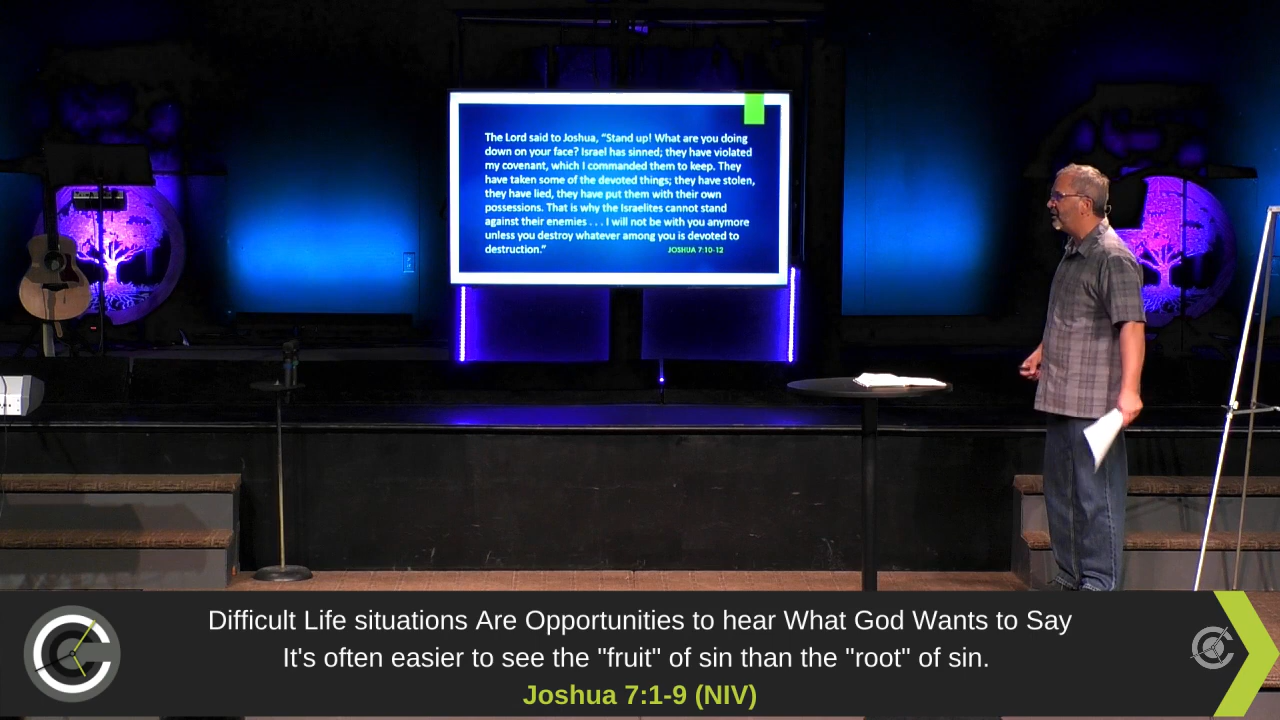 The Lord said to Joshua, “Stand up! What are you doing
down on your face? Israel has sinned; they have violated
my covenant, which I commanded them to keep. They
have taken some of the devoted things; they have stolen,
they have lied, they have put them with their own
possessions. That is why the Israelites cannot stand
against their enemies . . . I will not be with you anymore
unless you destroy whatever among you is devoted to
destruction.”
JOSHUA 7:10-12
Difficult Life situations Are Opportunities to hear What God Wants to Say
It's often easier to see the "fruit" of sin than the "root" of sin.
Joshua 7:1-9 (NIV)